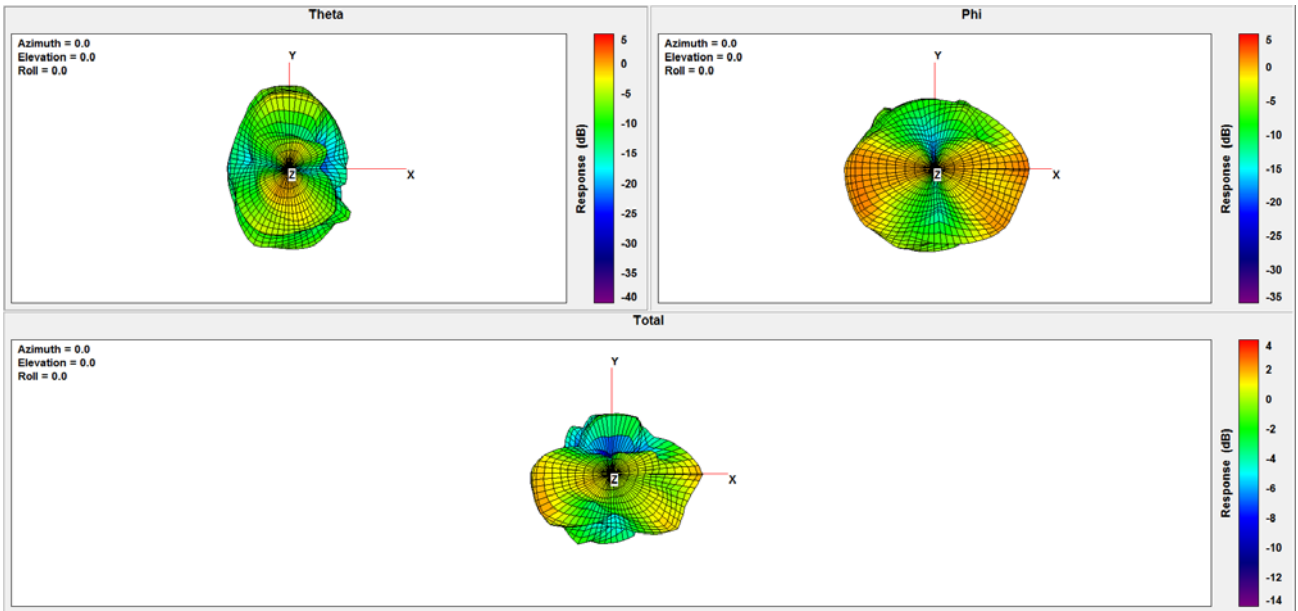 Theta
Azimuth = 0.0
Elevation = 0.0
Roll = 0.0
Y
X
Z
5
0
-5
-10
-15
-20
-25
-30
-35
-40
Response (dB)
Phi
Azimuth = 0.0
Elevation = 0.0
Roll = 0.0
Y
X
Z
5
0
-5
-10
-15
-20
-25
-30
-35
Response (dB)
Total
Azimuth = 0.0
Elevation = 0.0
Roll = 0.0
Y
X
Z
4
2
0
-2
-4
-6
-8
-10
-12
-14
Response (dB)